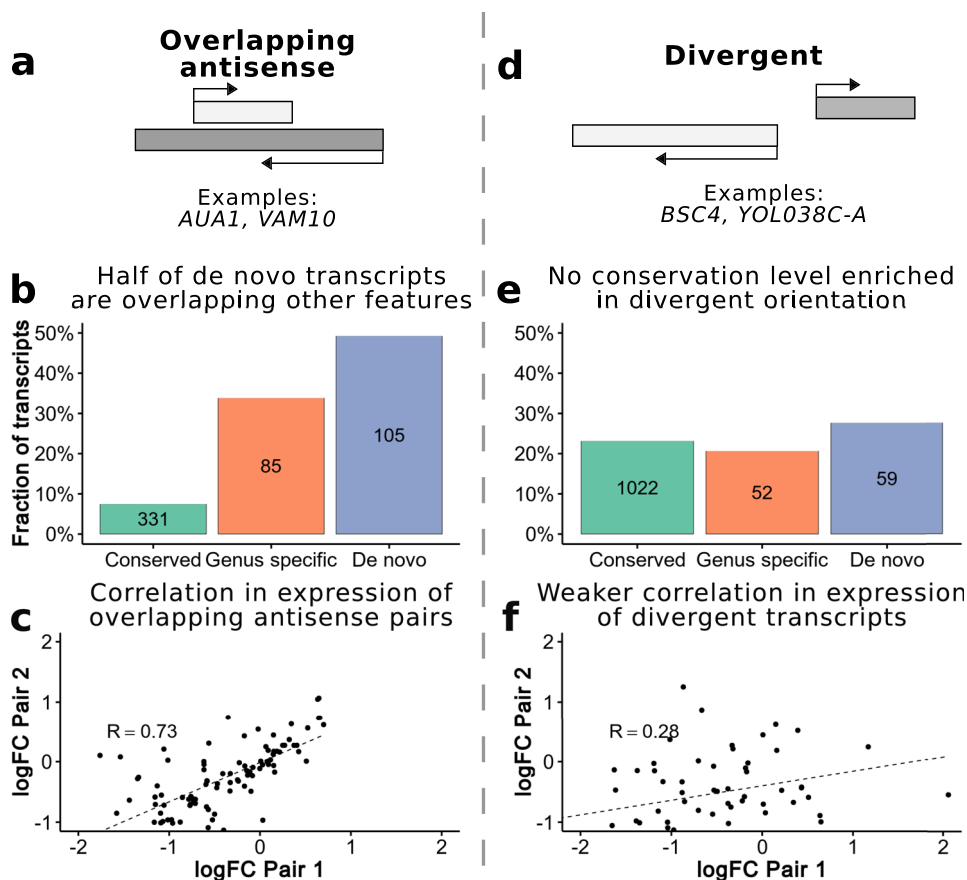 a
Overlapping
antisense
Examples:
AUA1, VAM10
b
Half of de novo transcripts
are overlapping other features
Fraction of transcripts
50%
40%
30%
20%
10%
0%
331
85
105
Conserved
Genus specific
De novo
c
Correlation in expression of
overlapping antisense pairs
logFC Pair 2
2
1
0
-1
R = 0.73
-2
-1
0
1
2
logFC Pair 1
d
Divergent
Examples:
BSC4, YOL038C-A
e
No conservation level enriched
in divergent orientation
50%
40%
30%
20%
10%
0%
1022
52
59
Conserved
Genus specific
De novo
f
Weaker correlation in expression
of divergent transcripts
logFC Pair 2
2
1
0
-1
R = 0.28
-2
-1
0
1
2
logFC Pair 1